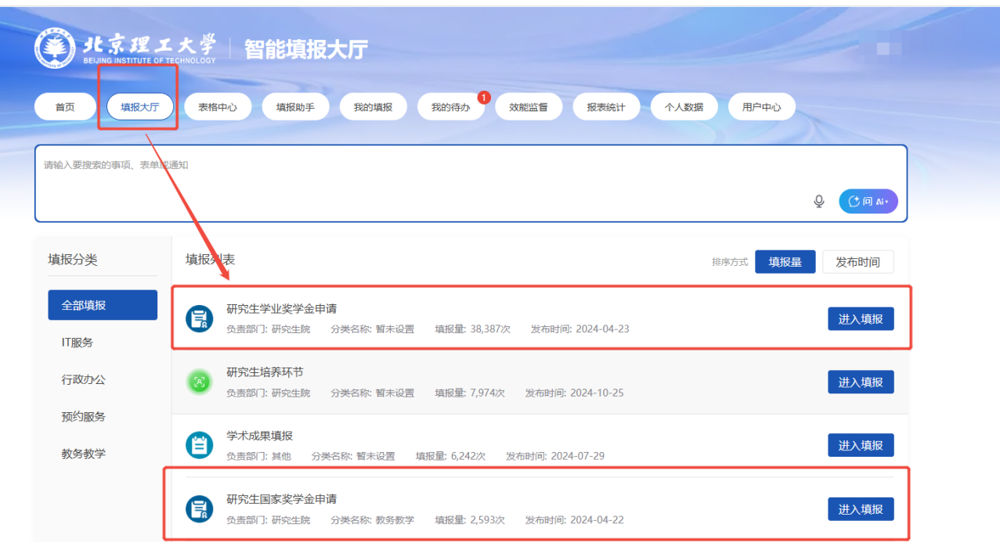 北京理工大学 智能填报大厅
BEIJING INSTITUTE OF TECHNOLOGY
首页 填报大厅 表格中心 填报助手 我的填报 我的待办 1 效能监督 报表统计 个人数据 用户中心
请输入要搜索的事项、表单或通知
问 Ai+
填报分类 填报列表 排序方式 填报量 发布时间
全部填报
IT服务
行政办公
预约服务
教务教学
研究生学业奖学金申请
负责部门: 研究生院 分类名称: 暂未设置 填报量: 38,387次 发布时间: 2024-04-23
进入填报
研究生培养环节
负责部门: 研究生院 分类名称: 暂未设置 填报量: 7,974次 发布时间: 2024-10-25
进入填报
学术成果填报
负责部门: 其他 分类名称: 暂未设置 填报量: 6,242次 发布时间: 2024-07-29
进入填报
研究生国家奖学金申请
负责部门: 研究生院 分类名称: 教务教学 填报量: 2,593次 发布时间: 2024-04-22
进入填报